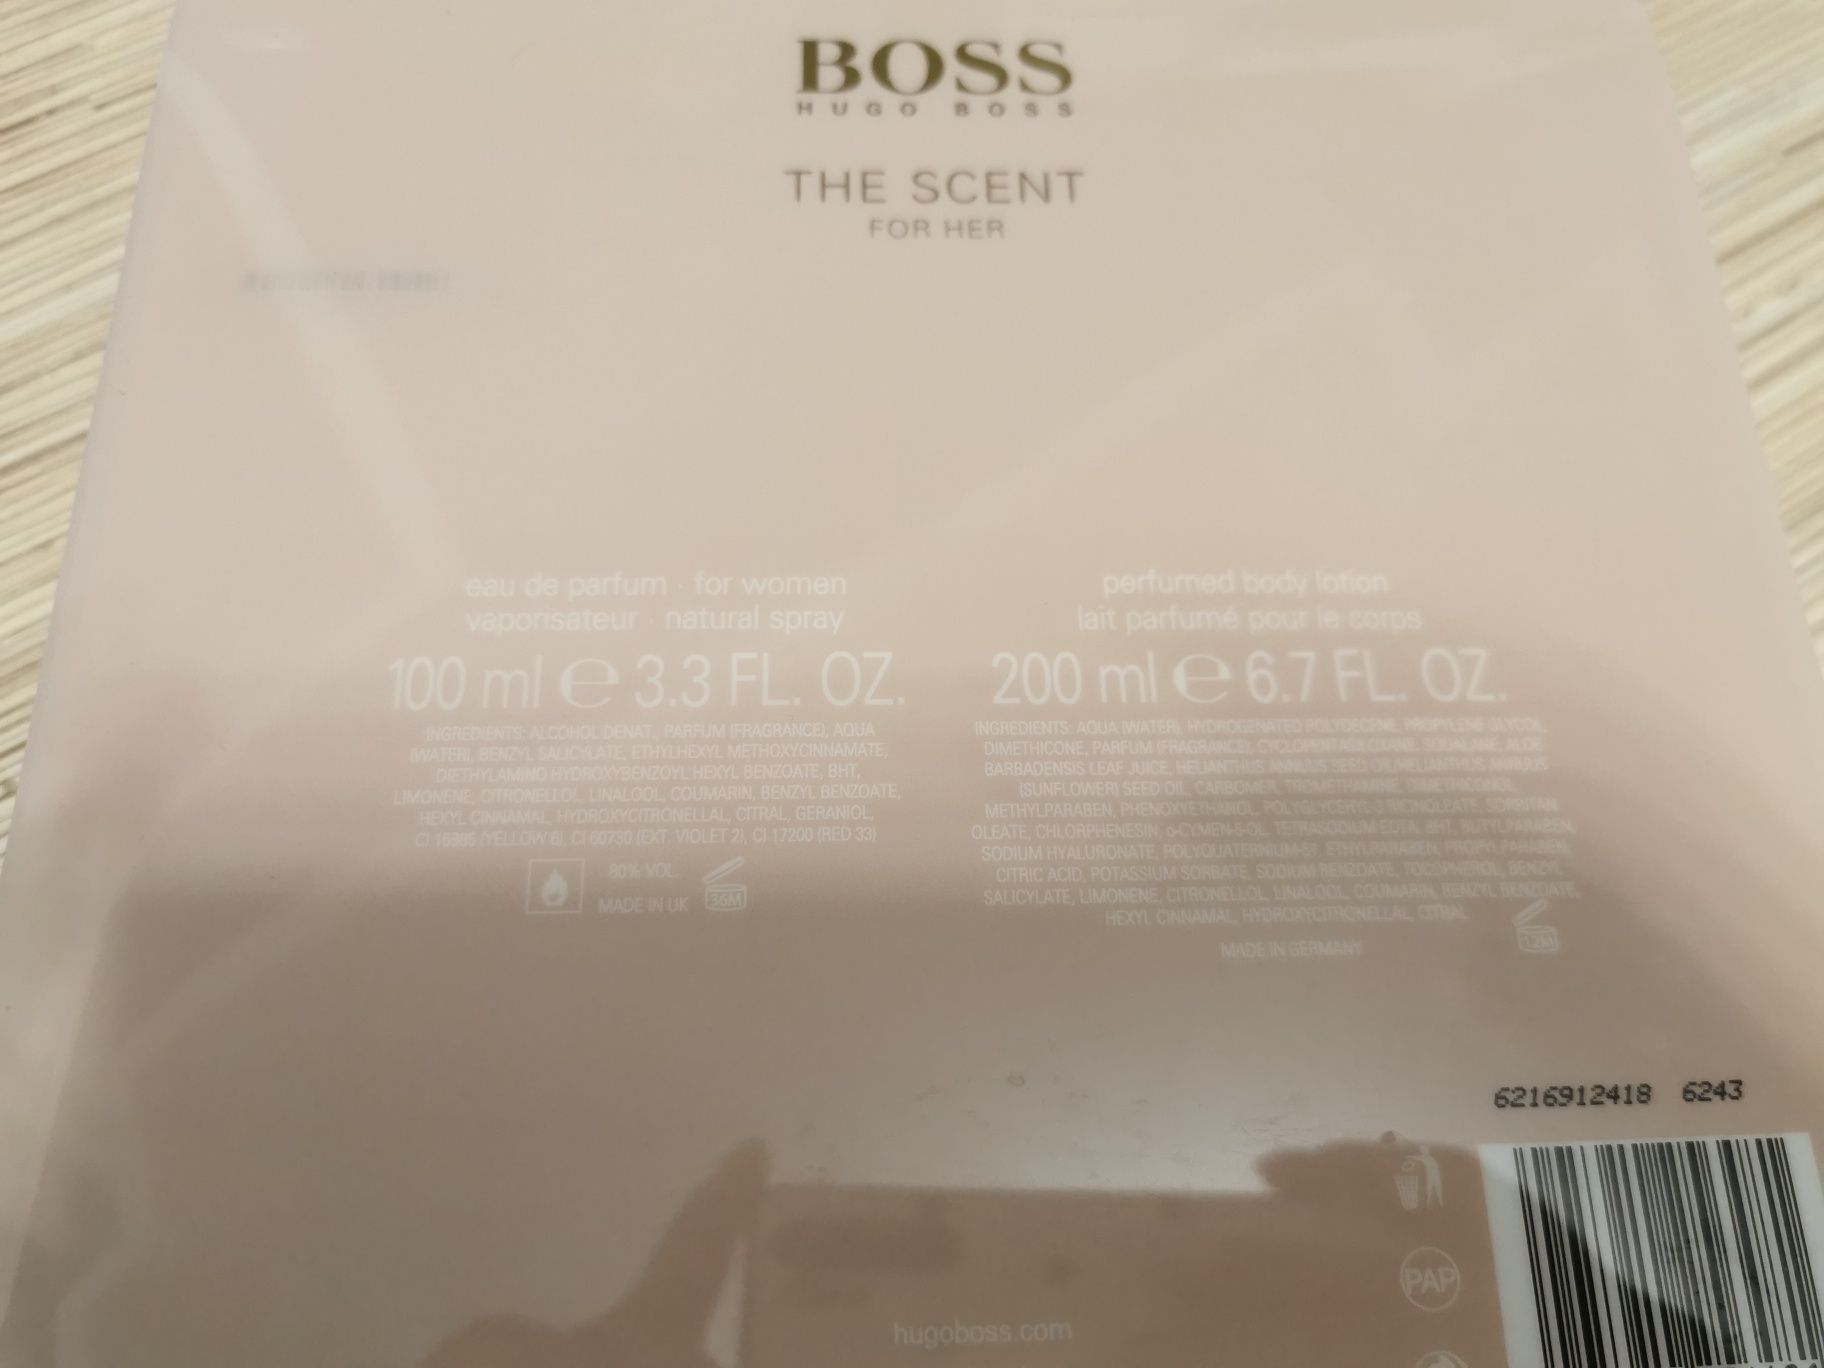 BOSS
HUGO BOSS
THE SCENT
FOR HER
eau de parfum · for women
vaporisateur · natural spray
100 ml e 3.3 FL. OZ.
INGREDIENTS: ALCOHOL DENAT., PARFUM (FRAGRANCE), AQUA
(WATER), BENZYL SALICYLATE, ETHYLHEXYL METHOXYCINNAMATE,
DIETHYLAMINO HYDROXYBENZOYL HEXYL BENZOATE, BHT,
LIMONENE, CITRONELLOL, LINALOOL, COUMARIN, BENZYL BENZOATE,
HEXYL CINNAMAL, HYDROXYCITRONELLAL, CITRAL, GERANIOL,
CI 15985 (YELLOW 6), CI 60730 (EXT. VIOLET 2), CI 17200 (RED 33)
80% VOL
MADE IN UK
36M
perfumed body lotion
lait parfumé pour le corps
200 ml e 6.7 FL. OZ.
INGREDIENTS: AQUA (WATER), HYDROGENATED POLYDECENE, PROPYLENE GLYCOL,
DIMETHICONE, PARFUM (FRAGRANCE), CYCLOPENTASILOXANE, SQUALANE, ALOE
BARBADENSIS LEAF JUICE, HELIANTHUS ANNUUS SEED OIL/HELIANTHUS ANNUUS
(SUNFLOWER) SEED OIL, CARBOMER, TROMETHAMINE, DIMETHICONOL,
METHYLPARABEN, PHENOXYETHANOL, POLYGLYCERYL-3 RICINOLEATE, SORBITAN
OLEATE, CHLORPHENESIN, o-CYMEN-5-OL, TETRASODIUM EDTA, BHT, BUTYLPARABEN,
SODIUM HYALURONATE, POLYQUATERNIUM-51, ETHYLPARABEN, PROPYLPARABEN,
CITRIC ACID, POTASSIUM SORBATE, SODIUM BENZOATE, TOCOPHEROL, BENZYL
SALICYLATE, LIMONENE, CITRONELLOL, LINALOOL, COUMARIN, BENZYL BENZOATE,
HEXYL CINNAMAL, HYDROXYCITRONELLAL, CITRAL
12M
MADE IN GERMANY
6216912418 6243
PAP
hugoboss.com